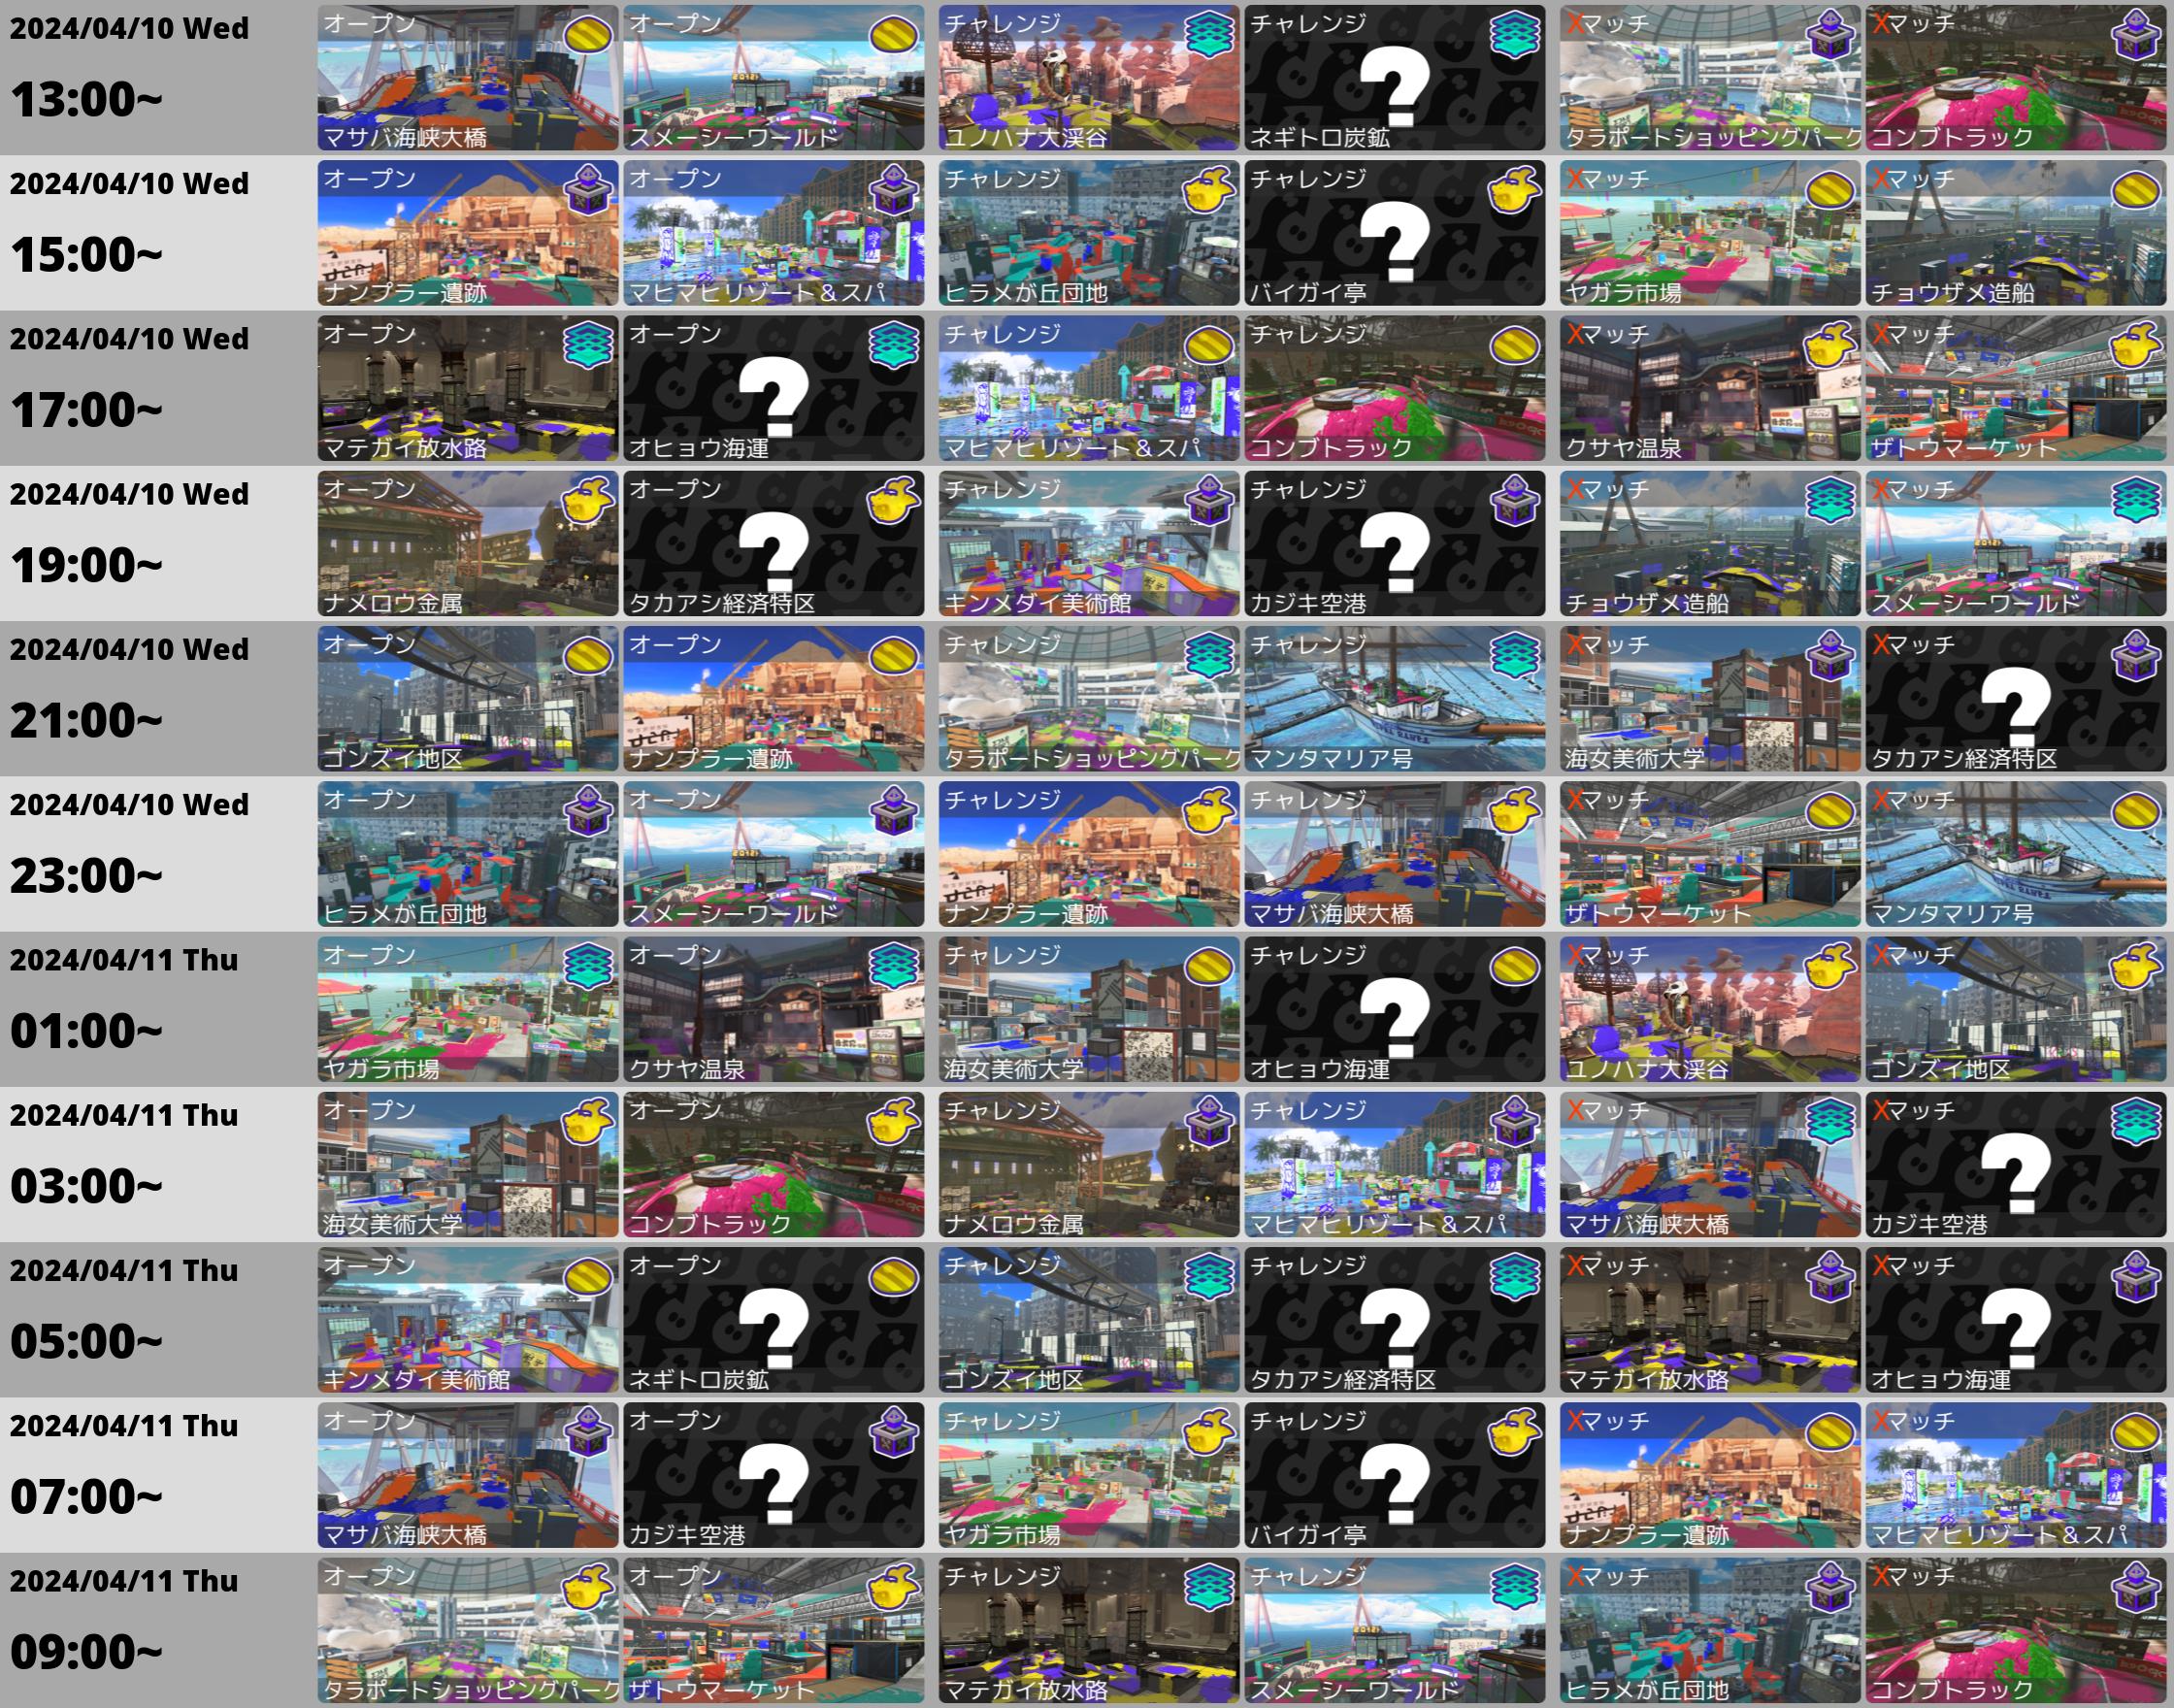 2024/04/10 Wed
13:00~
オープン
マサバ海峡大橋
オープン
スメーシーワールド
チャレンジ
ユノハナ大渓谷
チャレンジ
ネギトロ炭鉱
Xマッチ
タラポートショッピングパーク
Xマッチ
コンブトラック
2024/04/10 Wed
15:00~
オープン
ナンプラー遺跡
オープン
マヒマヒリゾート＆スパ
チャレンジ
ヒラメが丘団地
チャレンジ
バイガイ亭
Xマッチ
ヤガラ市場
Xマッチ
チョウザメ造船
2024/04/10 Wed
17:00~
オープン
マテガイ放水路
オープン
オヒョウ海運
チャレンジ
マヒマヒリゾート＆スパ
チャレンジ
コンブトラック
Xマッチ
クサヤ温泉
Xマッチ
ザトウマーケット
2024/04/10 Wed
19:00~
オープン
ナメロウ金属
オープン
タカアシ経済特区
チャレンジ
キンメダイ美術館
チャレンジ
カジキ空港
Xマッチ
チョウザメ造船
Xマッチ
スメーシーワールド
2024/04/10 Wed
21:00~
オープン
ゴンズイ地区
オープン
ナンプラー遺跡
チャレンジ
タラポートショッピングパーク
チャレンジ
マンタマリア号
Xマッチ
海女美術大学
Xマッチ
タカアシ経済特区
2024/04/10 Wed
23:00~
オープン
ヒラメが丘団地
オープン
スメーシーワールド
チャレンジ
ナンプラー遺跡
チャレンジ
マサバ海峡大橋
Xマッチ
ザトウマーケット
Xマッチ
マンタマリア号
2024/04/11 Thu
01:00~
オープン
ヤガラ市場
オープン
クサヤ温泉
チャレンジ
海女美術大学
チャレンジ
オヒョウ海運
Xマッチ
ユノハナ大渓谷
Xマッチ
ゴンズイ地区
2024/04/11 Thu
03:00~
オープン
海女美術大学
オープン
コンブトラック
チャレンジ
ナメロウ金属
チャレンジ
マヒマヒリゾート＆スパ
Xマッチ
マサバ海峡大橋
Xマッチ
カジキ空港
2024/04/11 Thu
05:00~
オープン
キンメダイ美術館
オープン
ネギトロ炭鉱
チャレンジ
ゴンズイ地区
チャレンジ
タカアシ経済特区
Xマッチ
マテガイ放水路
Xマッチ
オヒョウ海運
2024/04/11 Thu
07:00~
オープン
マサバ海峡大橋
オープン
カジキ空港
チャレンジ
ヤガラ市場
チャレンジ
バイガイ亭
Xマッチ
ナンプラー遺跡
Xマッチ
マヒマヒリゾート＆スパ
2024/04/11 Thu
09:00~
オープン
タラポートショッピングパーク
オープン
ザトウマーケット
チャレンジ
マテガイ放水路
チャレンジ
スメーシーワールド
Xマッチ
ヒラメが丘団地
Xマッチ
コンブトラック